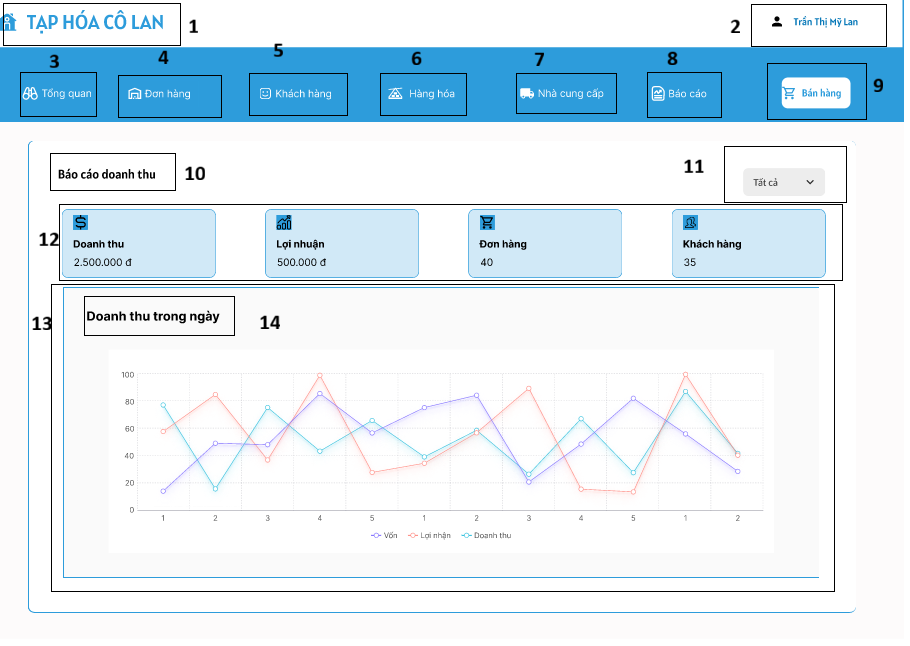 TẠP HÓA CÔ LAN 1
2 Trần Thị Mỹ Lan
3 4 5 6 7 8
Tổng quan Đơn hàng Khách hàng Hàng hóa Nhà cung cấp Báo cáo Bán hàng 9
Báo cáo doanh thu 10 11 Tất cả
12
Doanh thu Lợi nhuận Đơn hàng Khách hàng
2.500.000 đ 500.000 đ 40 35
13 Doanh thu trong ngày 14
100
80
60
40
20
0
1 2 3 4 5 1 2 3 4 5 1 2
Vốn Lợi nhận Doanh thu